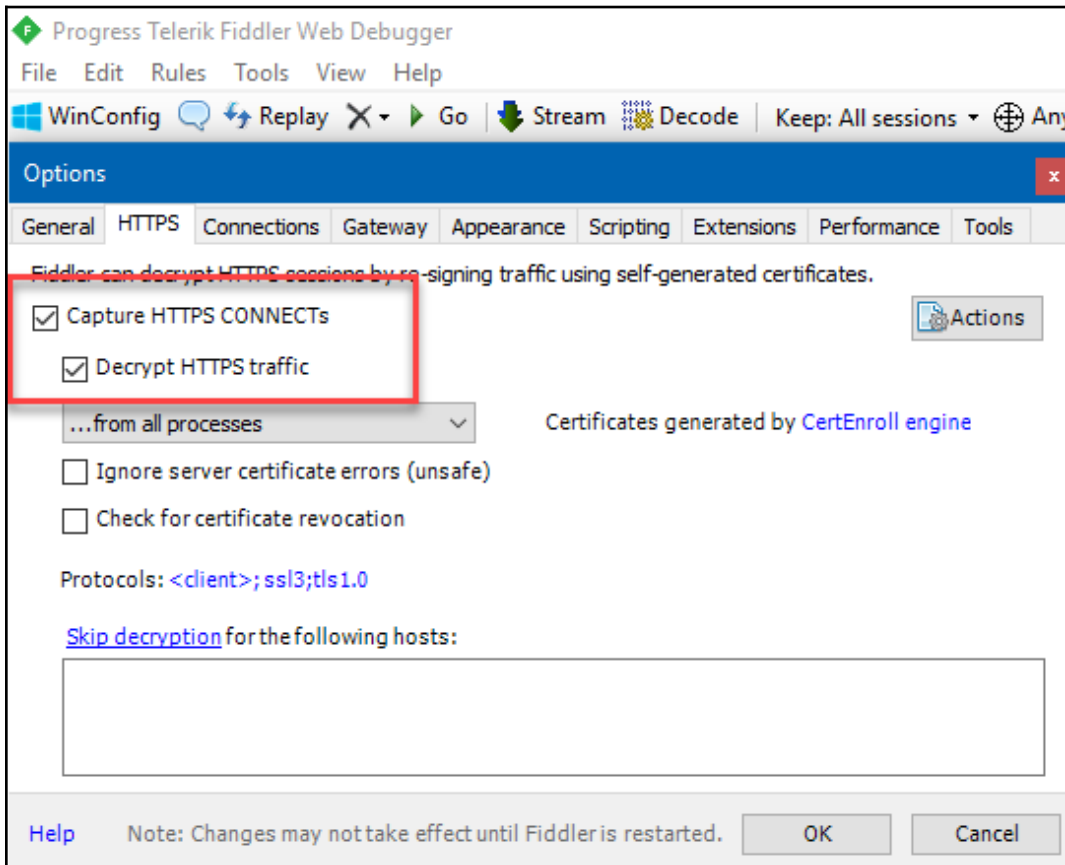 Progress Telerik Fiddler Web Debugger
File Edit Rules Tools View Help
WinConfig Replay Go Stream Decode Keep: All sessions Any
Options x
General HTTPS Connections Gateway Appearance Scripting Extensions Performance Tools
Fiddler can decrypt HTTPS sessions by re-signing traffic using self-generated certificates.
Capture HTTPS CONNECTs
Actions
Decrypt HTTPS traffic
...from all processes
Certificates generated by CertEnroll engine
Ignore server certificate errors (unsafe)
Check for certificate revocation
Protocols: <client>;ssl3;tls1.0
Skip decryption for the following hosts:
Help Note: Changes may not take effect until Fiddler is restarted. OK Cancel